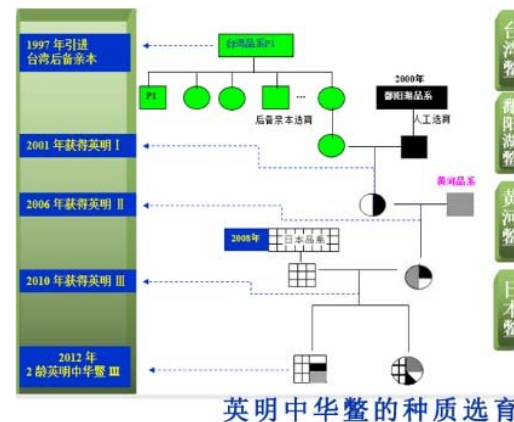 1997 年引进
台湾后备亲本
2001 年获得英明 I
2006 年获得英明 II
2010 年获得英明 III
2012 年
2 龄英明中华鳖 III
台湾品系P1
P1
...
后备亲本选育
2000年
鄱阳湖品系
人工选育
黄河品系
2008年
日本品系
台湾鳖
鄱阳湖鳖
黄河鳖
日本鳖
英明中华鳖的种质选育